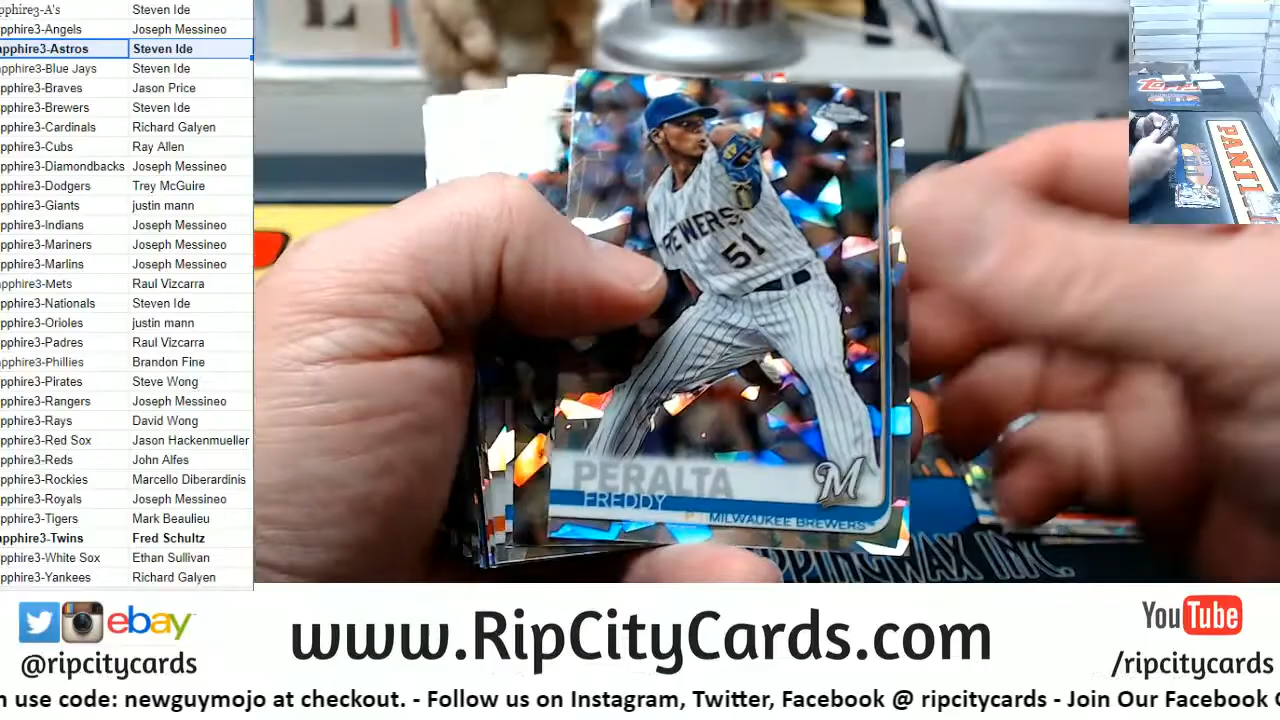 pphire3-A's Steven Ide
pphire3-Angels Joseph Messineo
apphire3-Astros Steven Ide
apphire3-Blue Jays Steven Ide
pphire3-Braves Jason Price
pphire3-Brewers Steven Ide
pphire3-Cardinals Richard Galyen
pphire3-Cubs Ray Allen
pphire3-Diamondbacks Joseph Messineo
pphire3-Dodgers Trey McGuire
pphire3-Giants justin mann
pphire3-Indians Joseph Messineo
pphire3-Mariners Joseph Messineo
pphire3-Marlins Joseph Messineo
pphire3-Mets Raul Vizcarra
pphire3-Nationals Steven Ide
pphire3-Orioles justin mann
pphire3-Padres Raul Vizcarra
pphire3-Phillies Brandon Fine
pphire3-Pirates Steve Wong
pphire3-Rangers Joseph Messineo
pphire3-Rays David Wong
pphire3-Red Sox Jason Hackenmueller
pphire3-Reds John Alfes
pphire3-Rockies Marcello Diberardinis
pphire3-Royals Joseph Messineo
pphire3-Tigers Mark Beaulieu
apphire3-Twins Fred Schultz
pphire3-White Sox Ethan Sullivan
pphire3-Yankees Richard Galyen
BREWERS
51
PERALTA
FREDDY
M
MILWAUKEE BREWERS
PPINGWAX INC.
Topps
PANINI
ebay
@ripcitycards
www.RipCityCards.com
YouTube
/ripcitycards
n use code: newguymojo at checkout. - Follow us on Instagram, Twitter, Facebook @ ripcitycards - Join Our Facebook